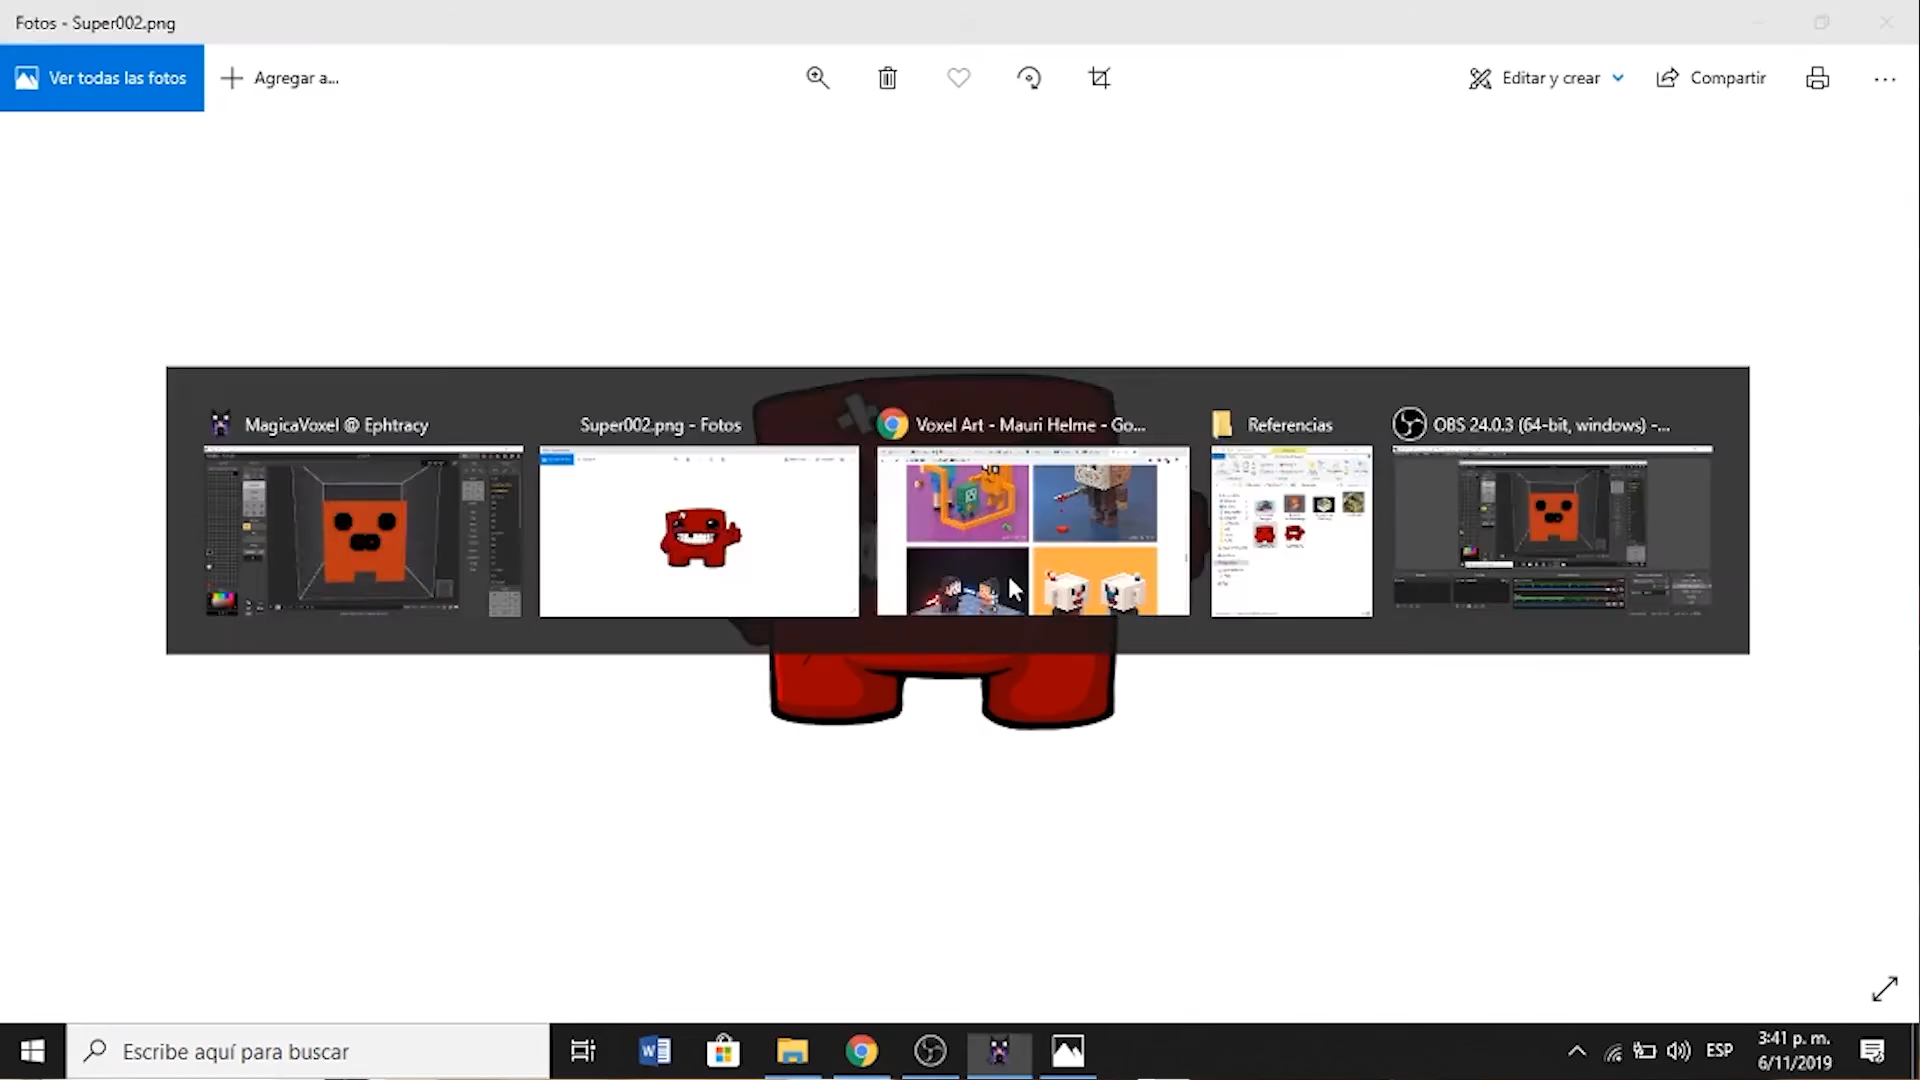 Fotos - Super002.png
Ver todas las fotos
Agregar a...
Editar y crear
Compartir
MagicaVoxel @ Ephtracy
Super002.png - Fotos
Voxel Art - Mauri Helme - Go...
Referencias
OBS 24.0.3 (64-bit, windows) -...
Escribe aquí para buscar
ESP
3:41 p. m.
6/11/2019